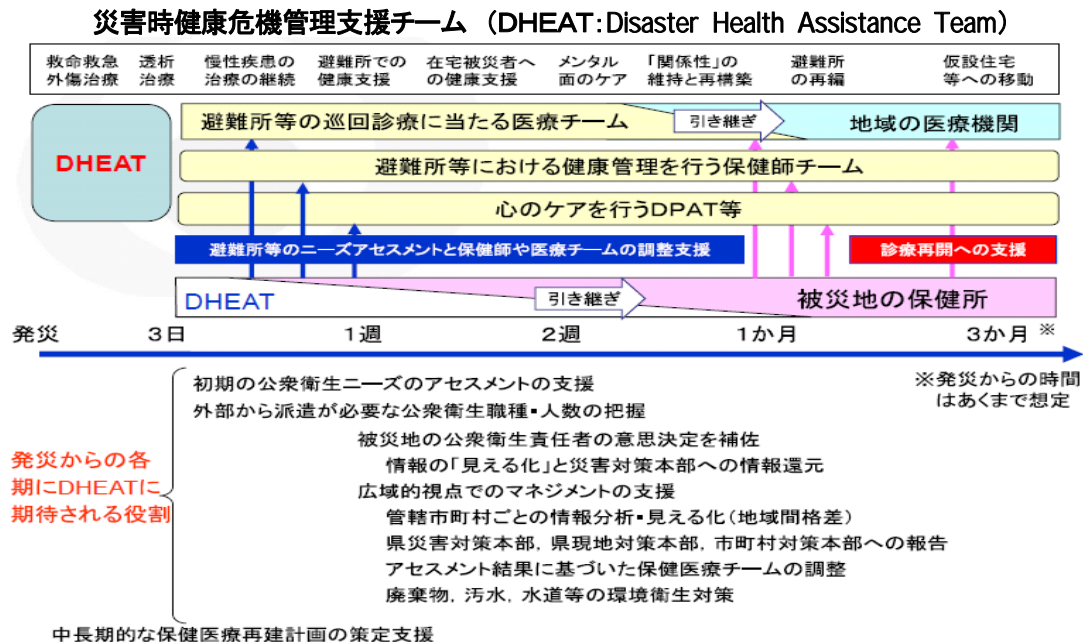 災害時健康危機管理支援チーム (DHEAT:Disaster Health Assistance Team)
救命救急
外傷治療
透析
治療
慢性疾患の
治療の継続
避難所での
健康支援
在宅被災者へ
の健康支援
メンタル
面のケア
「関係性」の
維持と再構築
避難所
の再編
仮設住宅
等への移動
DHEAT
避難所等の巡回診療に当たる医療チーム
引き継ぎ
地域の医療機関
避難所等における健康管理を行う保健師チーム
心のケアを行うDPAT等
避難所等のニーズアセスメントと保健師や医療チームの調整支援
診療再開への支援
DHEAT
引き継ぎ
被災地の保健所
発災 3日 1週 2週 1か月 3か月 ※
※発災からの時間
はあくまで想定
発災からの各
期にDHEATに
期待される役割
初期の公衆衛生ニーズのアセスメントの支援
外部から派遣が必要な公衆衛生職種・人数の把握
被災地の公衆衛生責任者の意思決定を補佐
情報の「見える化」と災害対策本部への情報還元
広域的視点でのマネジメントの支援
管轄市町村ごとの情報分析・見える化(地域間格差)
県災害対策本部,県現地対策本部,市町村対策本部への報告
アセスメント結果に基づいた保健医療チームの調整
廃棄物,汚水,水道等の環境衛生対策
中長期的な保健医療再建計画の策定支援